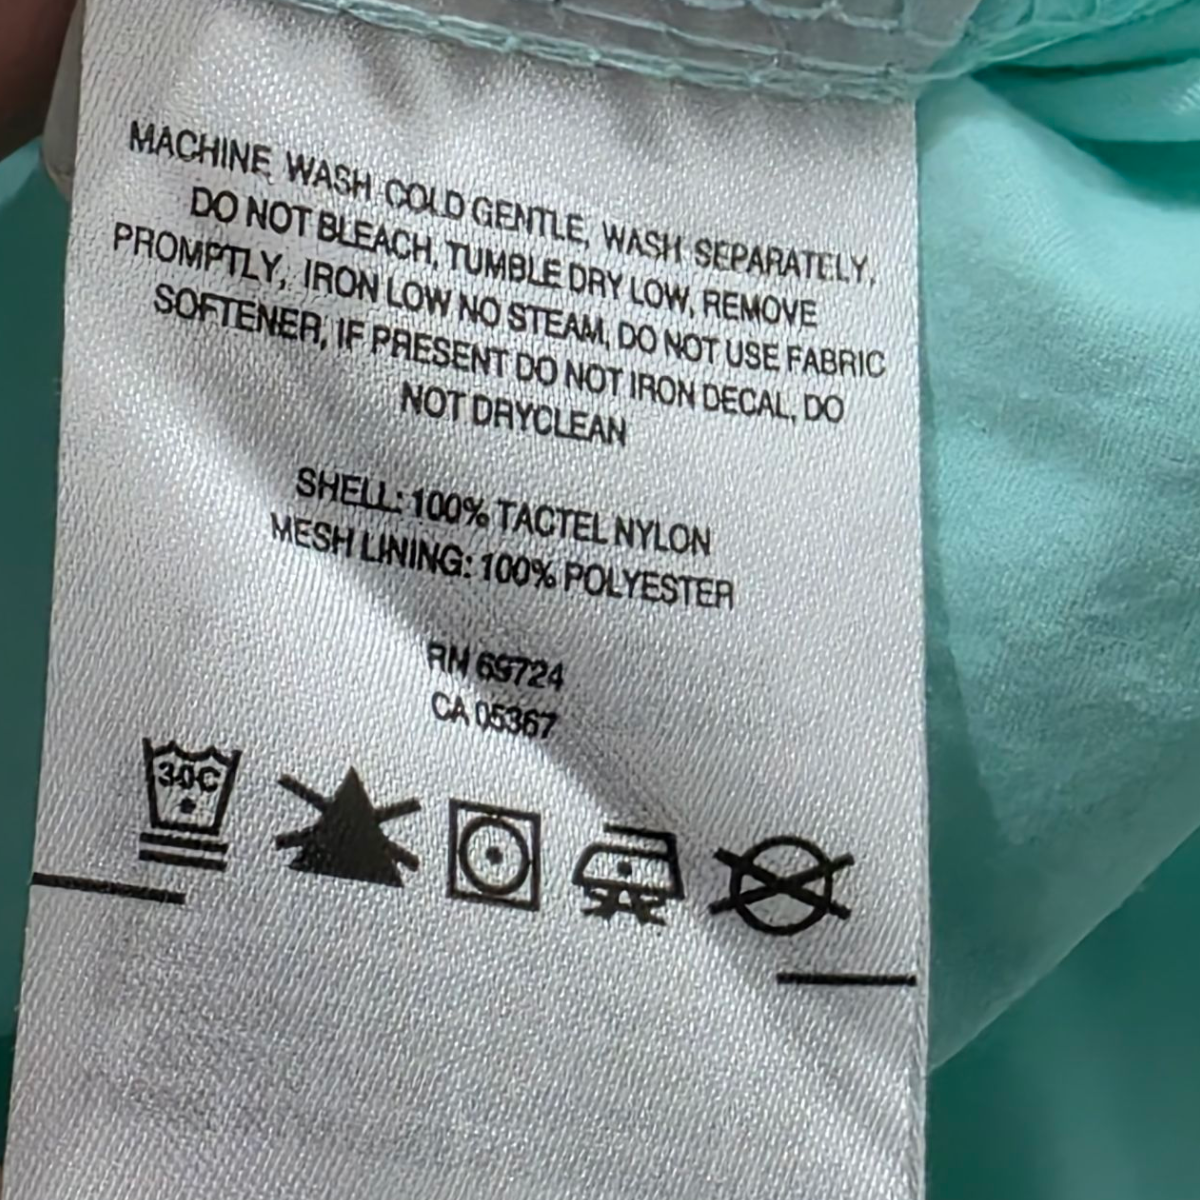 MACHINE WASH COLD GENTLE, WASH SEPARATELY,
DO NOT BLEACH, TUMBLE DRY LOW, REMOVE
PROMPTLY, IRON LOW NO STEAM, DO NOT USE FABRIC
SOFTENER, IF PRESENT DO NOT IRON DECAL, DO
NOT DRYCLEAN
SHELL: 100% TACTEL NYLON
MESH LINING: 100% POLYESTER
RN 69724
CA 05367
30C